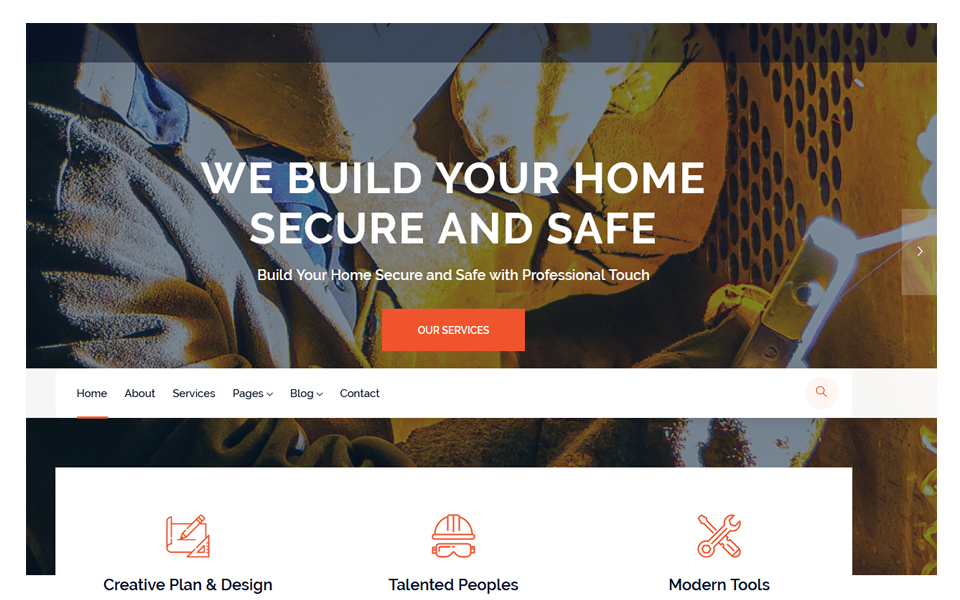 WE BUILD YOUR HOME
SECURE AND SAFE
Build Your Home Secure and Safe with Professional Touch
OUR SERVICES
Home About Services Pages Blog Contact
Creative Plan & Design Talented Peoples Modern Tools